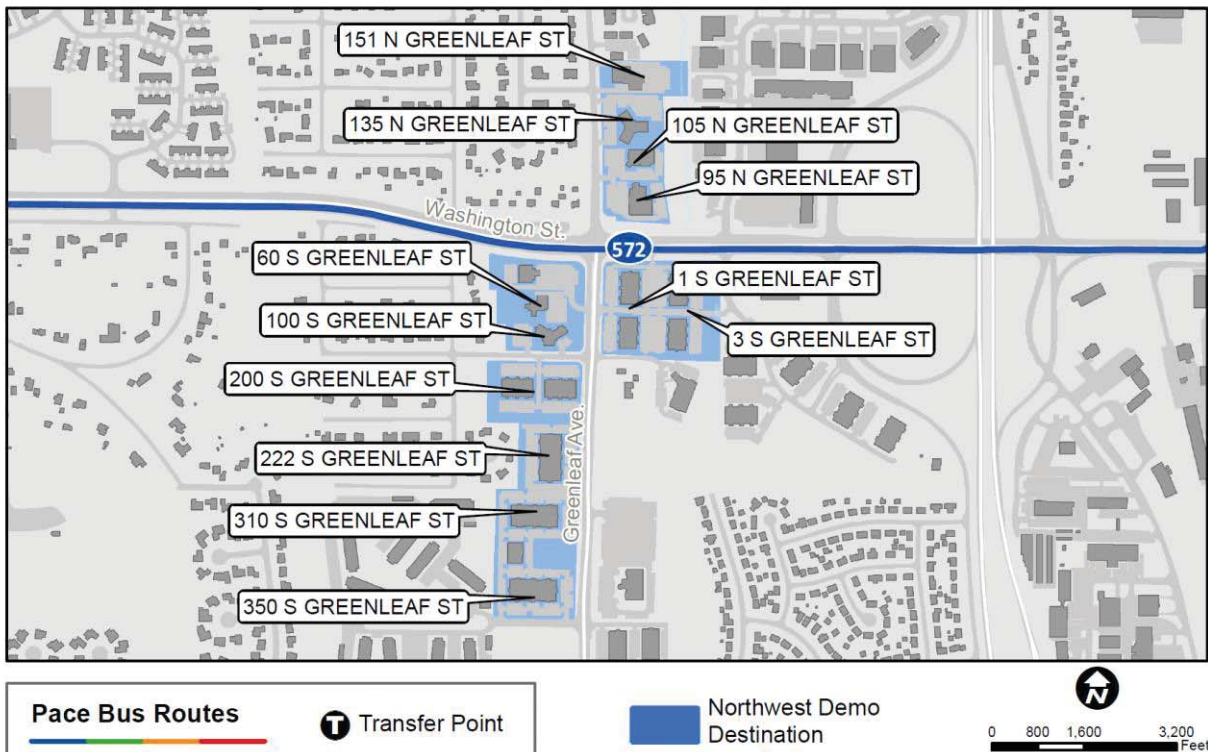 151 N GREENLEAF ST
135 N GREENLEAF ST
105 N GREENLEAF ST
95 N GREENLEAF ST
Washington St.
572
60 S GREENLEAF ST
1 S GREENLEAF ST
100 S GREENLEAF ST
3 S GREENLEAF ST
200 S GREENLEAF ST
Greenleaf Ave.
222 S GREENLEAF ST
310 S GREENLEAF ST
350 S GREENLEAF ST
Pace Bus Routes
T Transfer Point
Northwest Demo
Destination
N
0 800 1,600 3,200
Feet